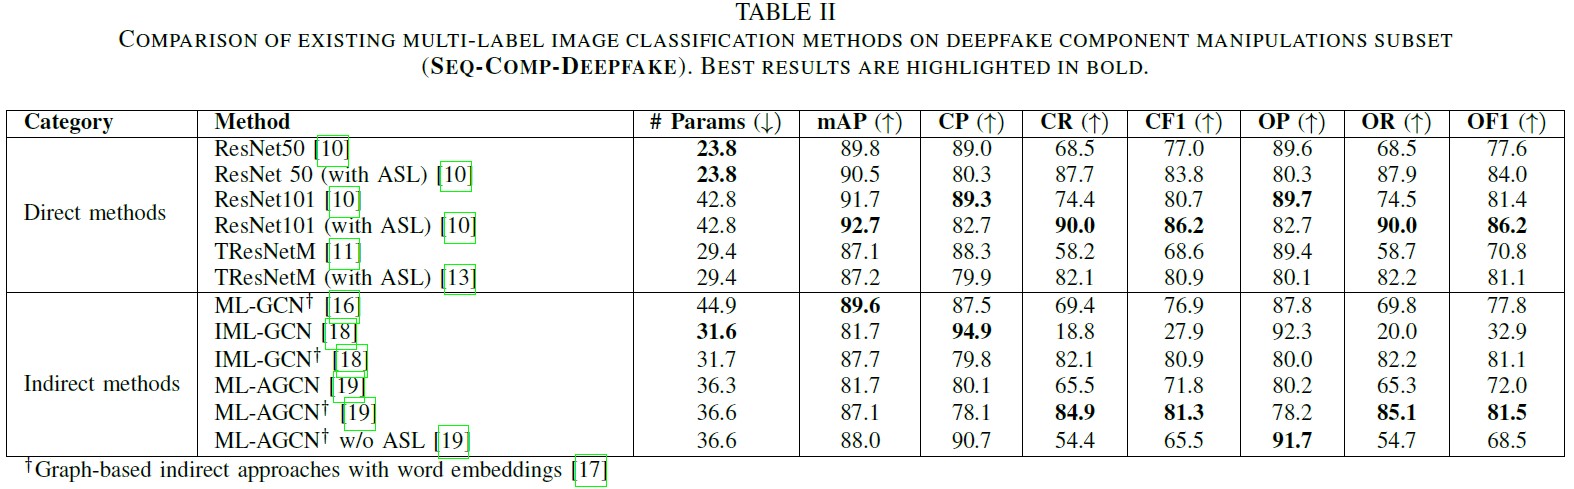 TABLE II
COMPARISON OF EXISTING MULTI-LABEL IMAGE CLASSIFICATION METHODS ON DEEPFAKE COMPONENT MANIPULATIONS SUBSET
(SEQ-COMP-DEEPFAKE). BEST RESULTS ARE HIGHLIGHTED IN BOLD.
Category Method # Params (↓) mAP (↑) CP (↑) CR (↑) CF1 (↑) OP (↑) OR (↑) OF1 (↑)
Direct methods
ResNet50 [10] 23.8 89.8 89.0 68.5 77.0 89.6 68.5 77.6
ResNet 50 (with ASL) [10] 23.8 90.5 80.3 87.7 83.8 80.3 87.9 84.0
ResNet101 [10] 42.8 91.7 89.3 74.4 80.7 89.7 74.5 81.4
ResNet101 (with ASL) [10] 42.8 92.7 82.7 90.0 86.2 82.7 90.0 86.2
TResNetM [11] 29.4 87.1 88.3 58.2 68.6 89.4 58.7 70.8
TResNetM (with ASL) [13] 29.4 87.2 79.9 82.1 80.9 80.1 82.2 81.1
Indirect methods
ML-GCN† [16] 44.9 89.6 87.5 69.4 76.9 87.8 69.8 77.8
IML-GCN [18] 31.6 81.7 94.9 18.8 27.9 92.3 20.0 32.9
IML-GCN† [18] 31.7 87.7 79.8 82.1 80.9 80.0 82.2 81.1
ML-AGCN [19] 36.3 81.7 80.1 65.5 71.8 80.2 65.3 72.0
ML-AGCN† [19] 36.6 87.1 78.1 84.9 81.3 78.2 85.1 81.5
ML-AGCN† w/o ASL [19] 36.6 88.0 90.7 54.4 65.5 91.7 54.7 68.5
†Graph-based indirect approaches with word embeddings [17]